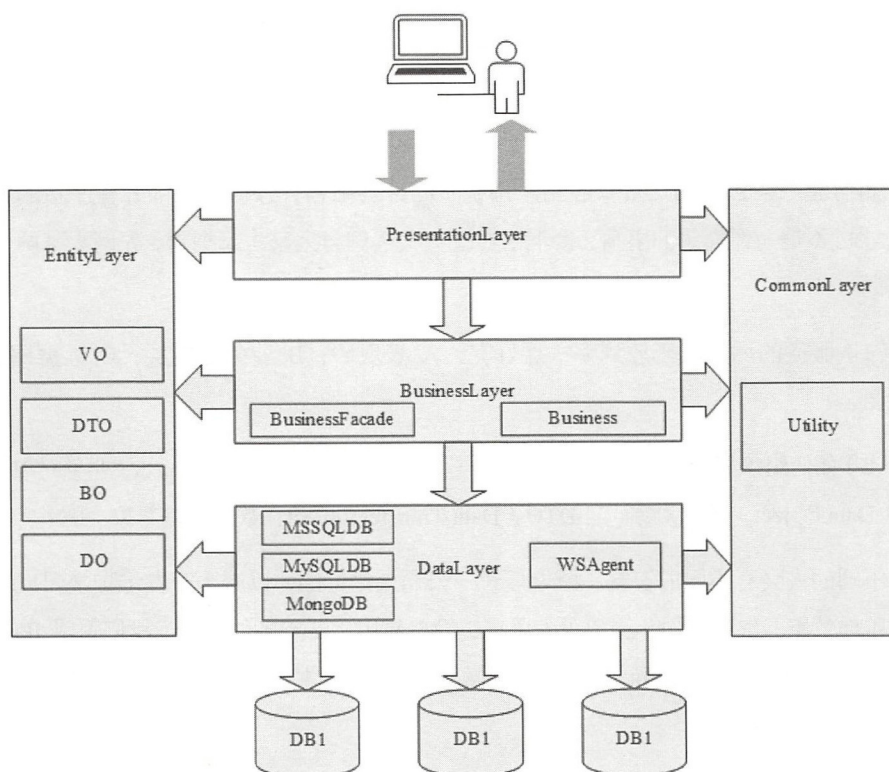 PresentationLayer
EntityLayer
VO
DTO
BO
DO
BusinessLayer
BusinessFacade
Business
MSSQLDB
MySQLDB
MongoDB
DataLayer
WSAgent
CommonLayer
Utility
DB1
DB1
DB1